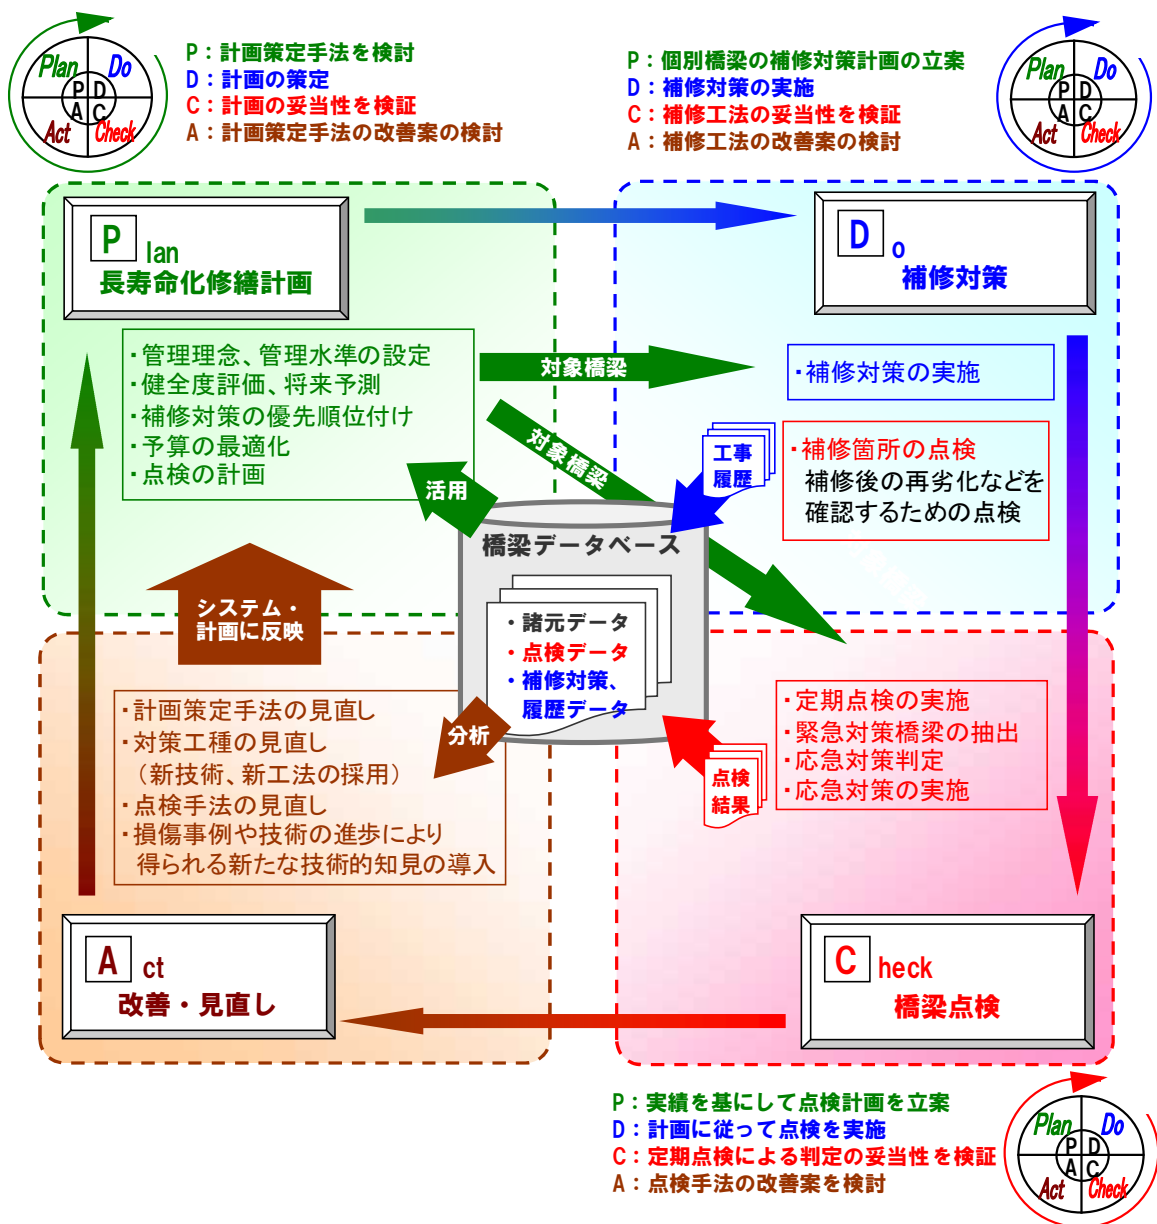 Plan Do
P D
A C
Act Check
P：計画策定手法を検討
D：計画の策定
C：計画の妥当性を検証
A：計画策定手法の改善案の検討
P：個別橋梁の補修対策計画の立案
D：補修対策の実施
C：補修工法の妥当性を検証
A：補修工法の改善案の検討
Plan Do
P D
A C
Act Check
P lan
長寿命化修繕計画
D o
補修対策
・管理理念、管理水準の設定
・健全度評価、将来予測
・補修対策の優先順位付け
・予算の最適化
・点検の計画
対象橋梁
対象橋梁
・補修対策の実施
・補修箇所の点検
補修後の再劣化などを
確認するための点検
工事
履歴
活用
橋梁データベース
・諸元データ
・点検データ
・補修対策、
履歴データ
システム・
計画に反映
分析
点検
結果
・計画策定手法の見直し
・対策工種の見直し
（新技術、新工法の採用）
・点検手法の見直し
・損傷事例や技術の進歩により
得られる新たな技術的知見の導入
・定期点検の実施
・緊急対策橋梁の抽出
・応急対策判定
・応急対策の実施
A ct
改善・見直し
C heck
橋梁点検
P：実績を基にして点検計画を立案
D：計画に従って点検を実施
C：定期点検による判定の妥当性を検証
A：点検手法の改善案を検討
Plan Do
P D
A C
Act Check